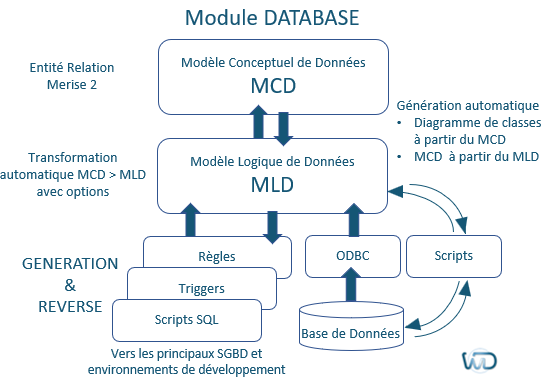 Module DATABASE
Entité Relation
Merise 2
Modèle Conceptuel de Données
MCD
Génération automatique
• Diagramme de classes
à partir du MCD
• MCD à partir du MLD
Transformation
automatique MCD > MLD
avec options
Modèle Logique de Données
MLD
GENERATION
&
REVERSE
Règles
Triggers
Scripts SQL
ODBC
Scripts
Base de Données
Vers les principaux SGBD et
environnements de développement